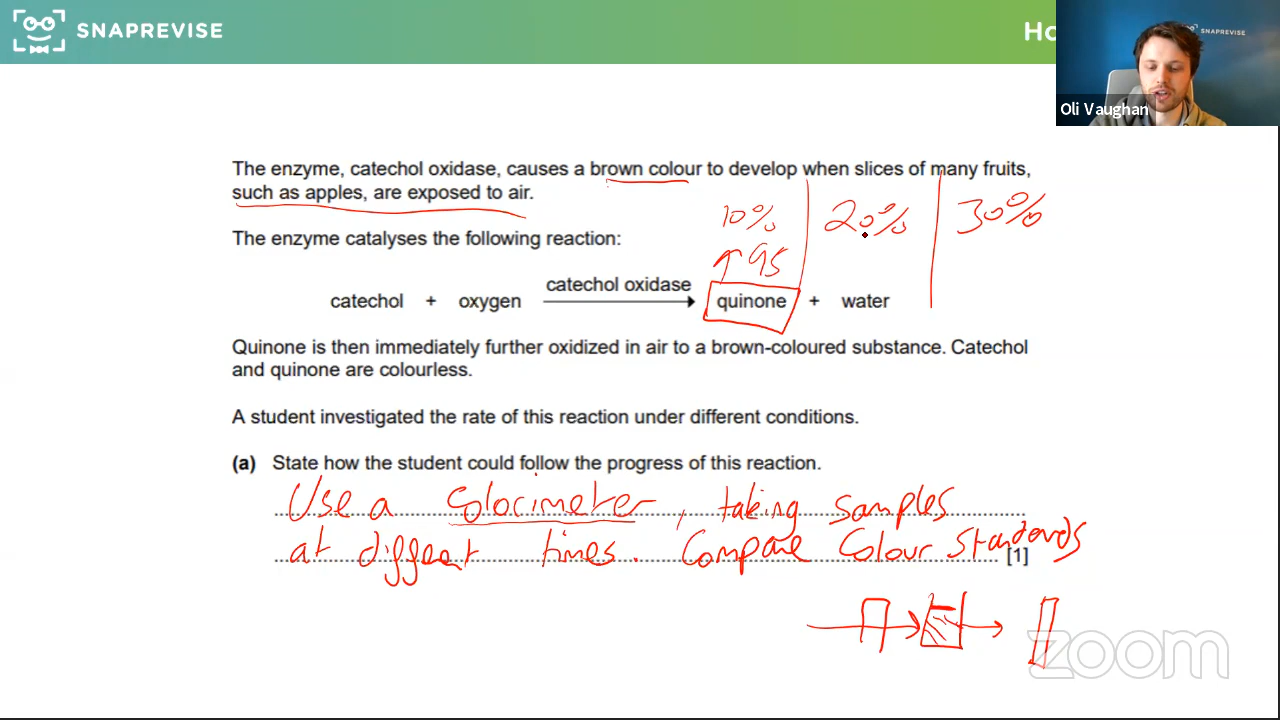 SNAPREVISE
Ho
SNAPREVISE
Oli Vaughan
The enzyme, catechol oxidase, causes a brown colour to develop when slices of many fruits,
such as apples, are exposed to air.
10% 20% 30%
The enzyme catalyses the following reaction:
↑ 95
catechol oxidase
catechol + oxygen → quinone + water
Quinone is then immediately further oxidized in air to a brown-coloured substance. Catechol
and quinone are colourless.
A student investigated the rate of this reaction under different conditions.
(a) State how the student could follow the progress of this reaction.
Use a colorimeter, taking samples
at different times. Compare Colour Standards
[1]
zoom